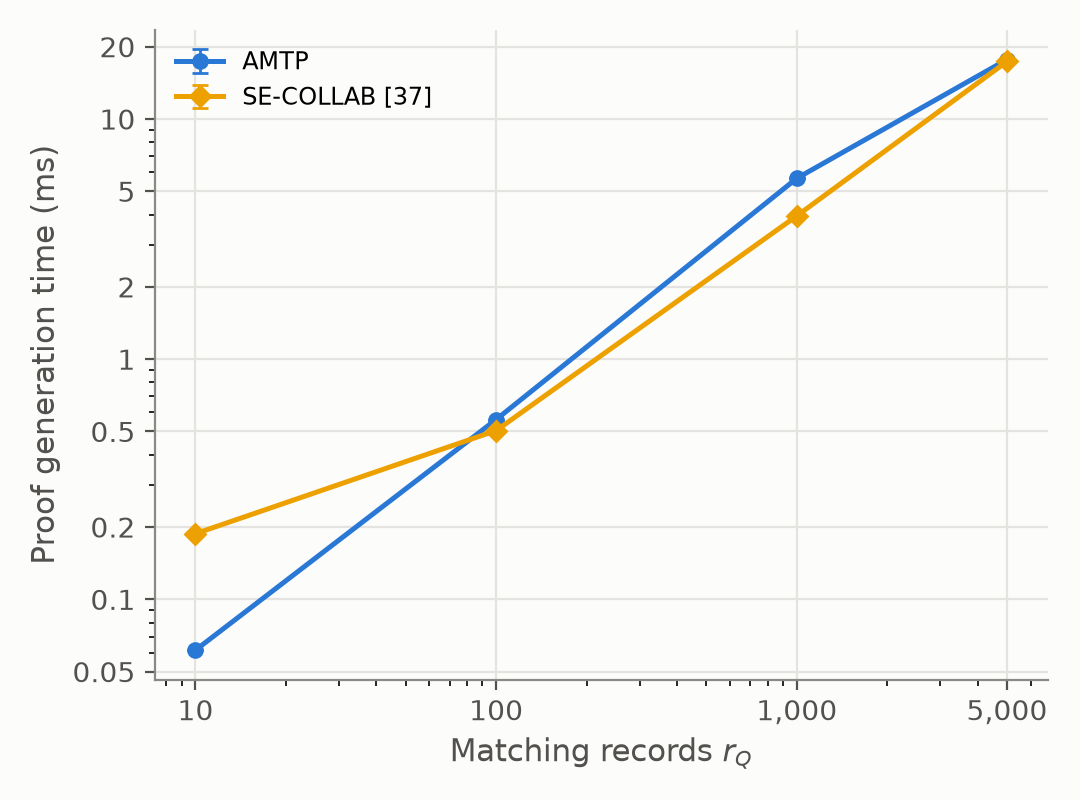 AMTP
SE-COLLAB [37]
Proof generation time (ms)
20
10
5
2
1
0.5
0.2
0.1
0.05
10 100 1,000 5,000
Matching records r_Q